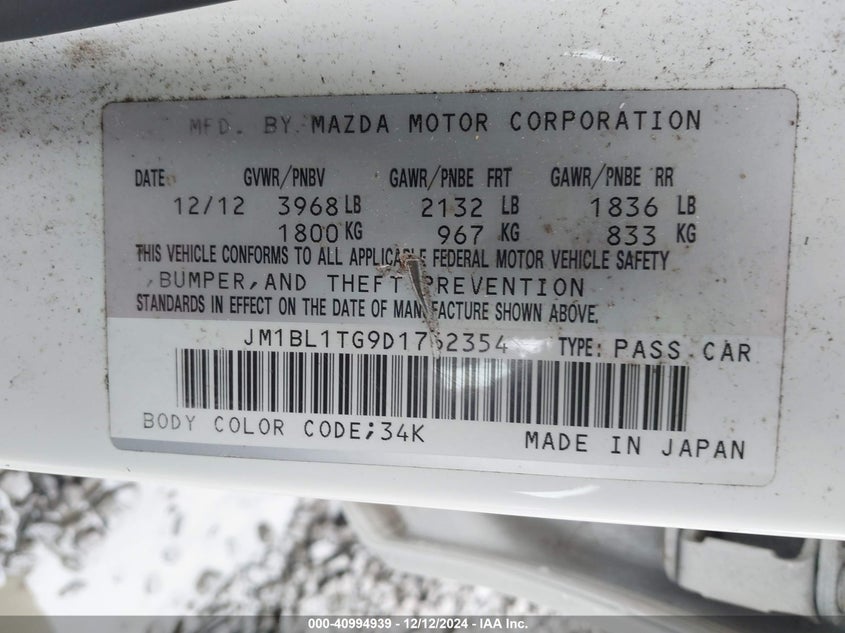 MFD. BY MAZDA MOTOR CORPORATION
DATE GVWR/PNBV GAWR/PNBE FRT GAWR/PNBE RR
12/12 3968 LB 2132 LB 1836 LB
1800 KG 967 KG 833 KG
THIS VEHICLE CONFORMS TO ALL APPLICABLE FEDERAL MOTOR VEHICLE SAFETY
,BUMPER,AND THEFT PREVENTION
STANDARDS IN EFFECT ON THE DATE OF MANUFACTURE SHOWN ABOVE.
JM1BL1TG9D1762354 TYPE: PASS.CAR
BODY COLOR CODE;34K MADE IN JAPAN
000-40994939 - 12/12/2024 - IAA Inc.